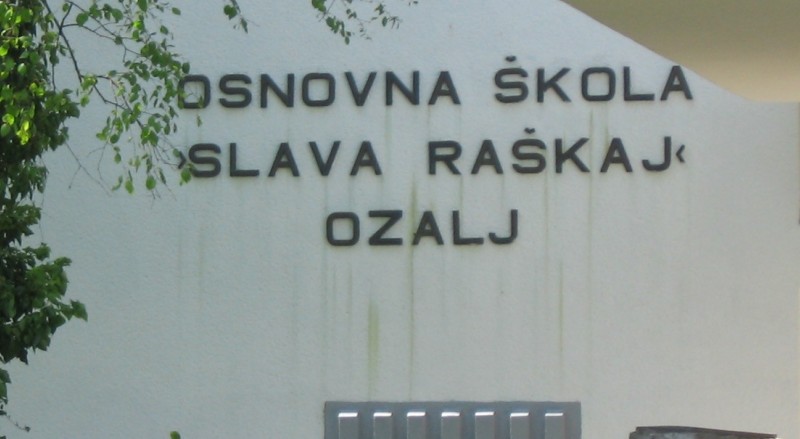 OSNOVNA ŠKOLA
›SLAVA RAŠKAJ‹
OZALJ